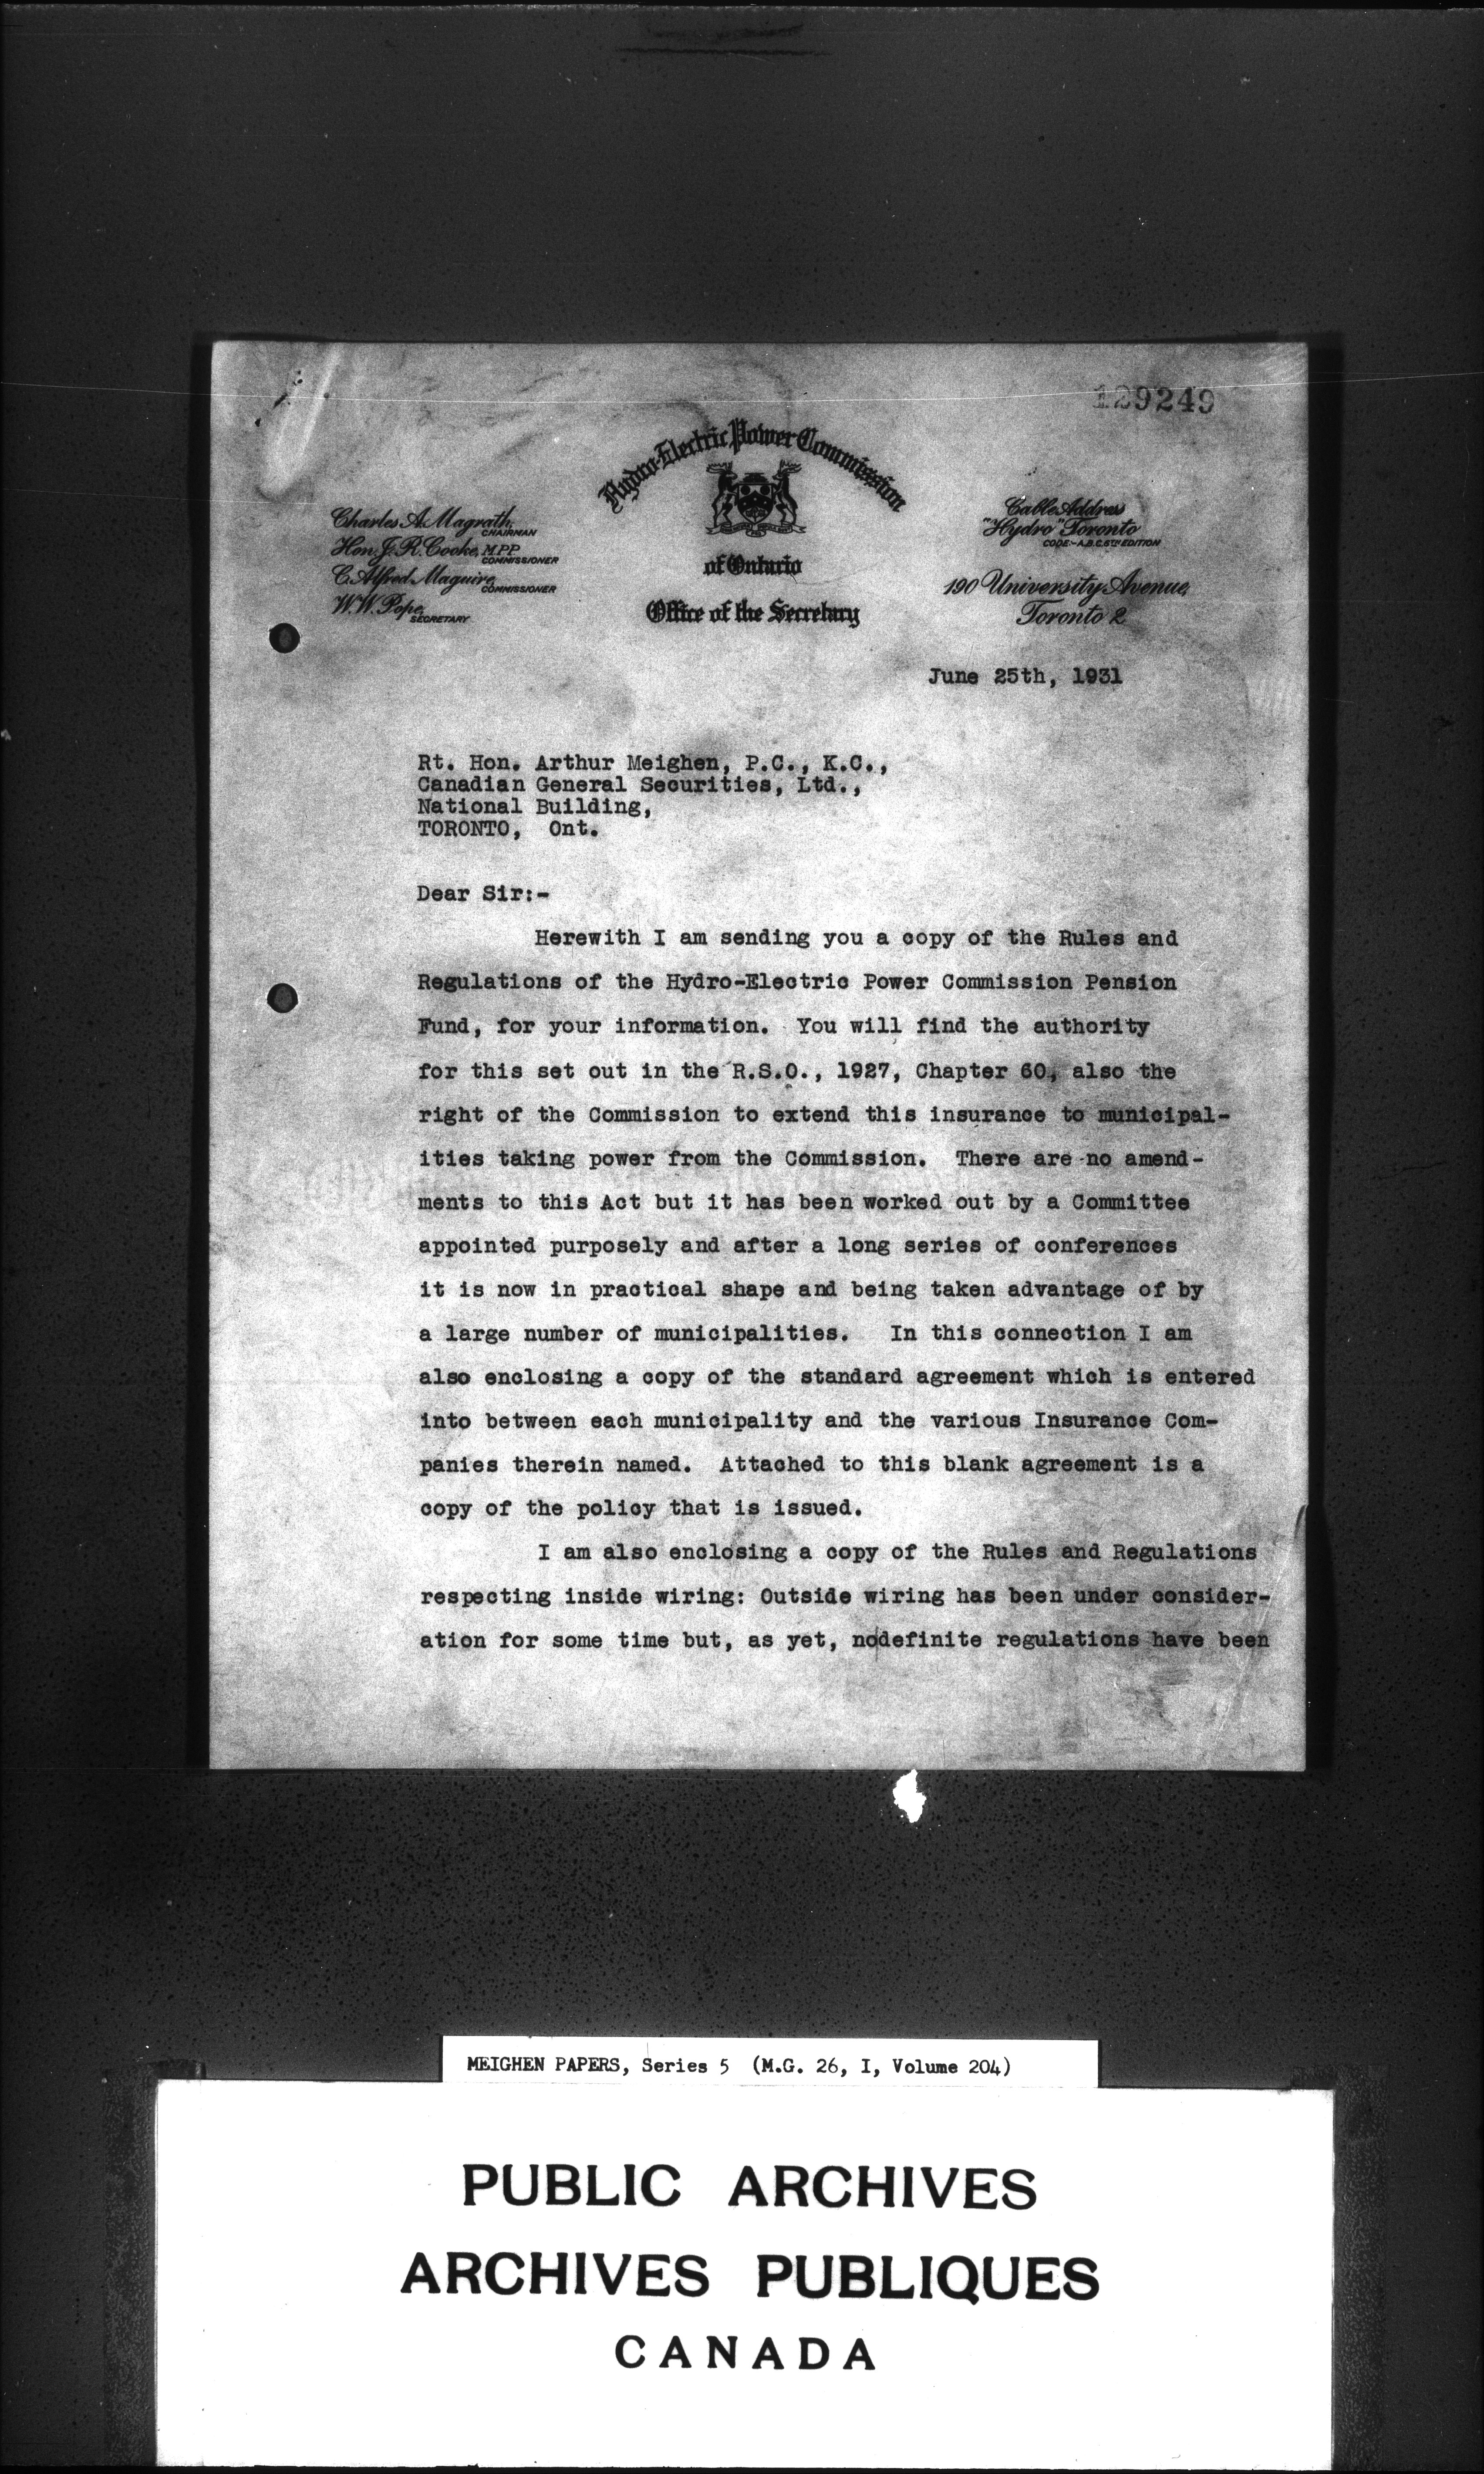 129249
Hydro-Electric Power Commission
of Ontario
Office of the Secretary
Charles A. Magrath,
CHAIRMAN
Hon. J. R. Cooke, M.P.P.
COMMISSIONER
C. Alfred Maguire,
COMMISSIONER
W.W. Pope,
SECRETARY
Cable Address
"Hydro" Toronto
CODE:-A.B.C. 5TH EDITION
190 University Avenue,
Toronto 2
June 25th, 1931
Rt. Hon. Arthur Meighen, P.C., K.C.,
Canadian General Securities, Ltd.,
National Building,
TORONTO, Ont.
Dear Sir:-
Herewith I am sending you a copy of the Rules and
Regulations of the Hydro-Electric Power Commission Pension
Fund, for your information. You will find the authority
for this set out in the R.S.O., 1927, Chapter 60, also the
right of the Commission to extend this insurance to municipal-
ities taking power from the Commission. There are no amend-
ments to this Act but it has been worked out by a Committee
appointed purposely and after a long series of conferences
it is now in practical shape and being taken advantage of by
a large number of municipalities. In this connection I am
also enclosing a copy of the standard agreement which is entered
into between each municipality and the various Insurance Com-
panies therein named. Attached to this blank agreement is a
copy of the policy that is issued.
I am also enclosing a copy of the Rules and Regulations
respecting inside wiring: Outside wiring has been under consider-
ation for some time but, as yet, no|definite regulations have been
MEIGHEN PAPERS, Series 5 (M.G. 26, I, Volume 204)
PUBLIC ARCHIVES
ARCHIVES PUBLIQUES
CANADA